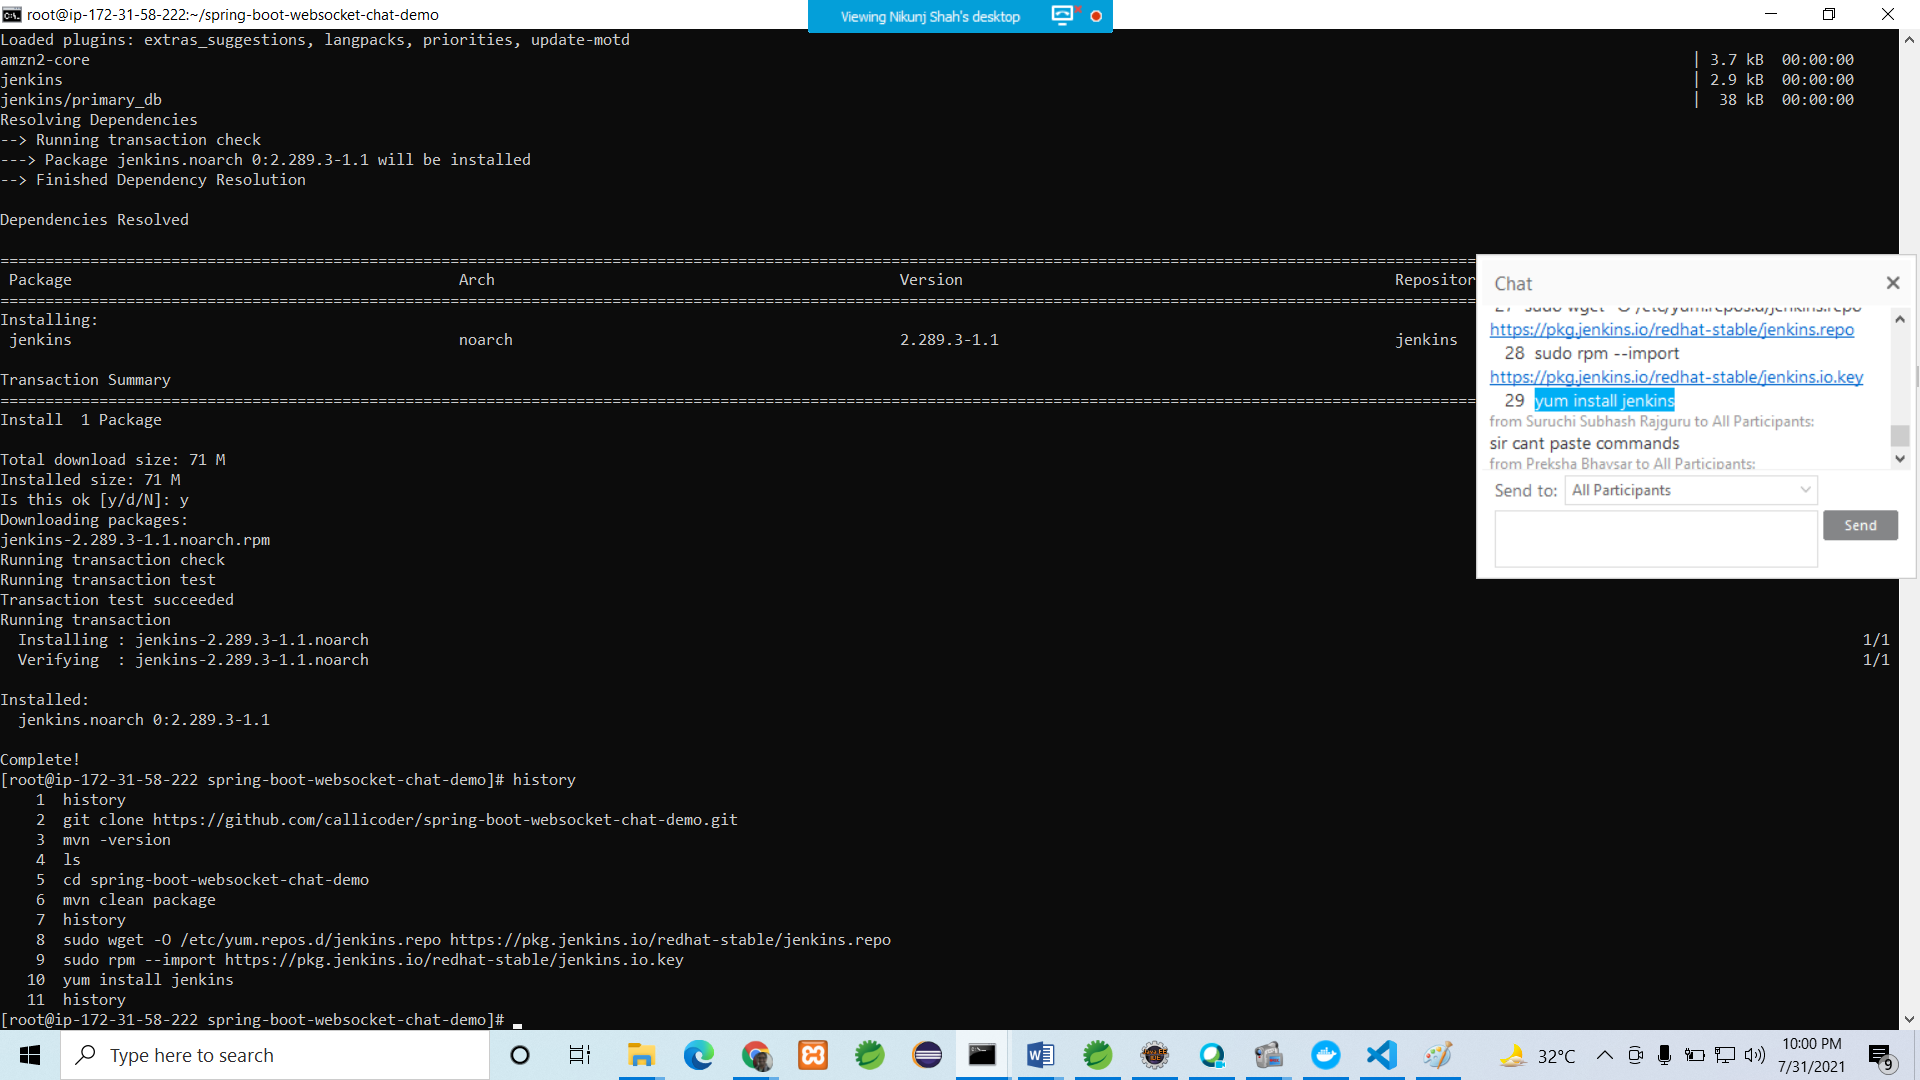 root@ip-172-31-58-222:~/spring-boot-websocket-chat-demo
Viewing Nikunj Shah's desktop
Loaded plugins: extras_suggestions, langpacks, priorities, update-motd
amzn2-core | 3.7 kB 00:00:00
jenkins | 2.9 kB 00:00:00
jenkins/primary_db | 38 kB 00:00:00
Resolving Dependencies
--> Running transaction check
---> Package jenkins.noarch 0:2.289.3-1.1 will be installed
--> Finished Dependency Resolution
Dependencies Resolved
Package Arch Version Repositor
Installing:
jenkins noarch 2.289.3-1.1 jenkins
Transaction Summary
Install 1 Package
Total download size: 71 M
Installed size: 71 M
Is this ok [y/d/N]: y
Downloading packages:
jenkins-2.289.3-1.1.noarch.rpm
Running transaction check
Running transaction test
Transaction test succeeded
Running transaction
Installing : jenkins-2.289.3-1.1.noarch 1/1
Verifying : jenkins-2.289.3-1.1.noarch 1/1
Installed:
jenkins.noarch 0:2.289.3-1.1
Complete!
[root@ip-172-31-58-222 spring-boot-websocket-chat-demo]# history
1 history
2 git clone https://github.com/callicoder/spring-boot-websocket-chat-demo.git
3 mvn -version
4 ls
5 cd spring-boot-websocket-chat-demo
6 mvn clean package
7 history
8 sudo wget -O /etc/yum.repos.d/jenkins.repo https://pkg.jenkins.io/redhat-stable/jenkins.repo
9 sudo rpm --import https://pkg.jenkins.io/redhat-stable/jenkins.io.key
10 yum install jenkins
11 history
[root@ip-172-31-58-222 spring-boot-websocket-chat-demo]#
Chat
27 sudo wget -O /etc/yum.repos.d/jenkins.repo
https://pkg.jenkins.io/redhat-stable/jenkins.repo
28 sudo rpm --import
https://pkg.jenkins.io/redhat-stable/jenkins.io.key
29 yum install jenkins
from Suruchi Subhash Rajguru to All Participants:
sir cant paste commands
from Preksha Bhavsar to All Participants:
Send to: All Participants
Send
Type here to search
32°C
10:00 PM
7/31/2021
9